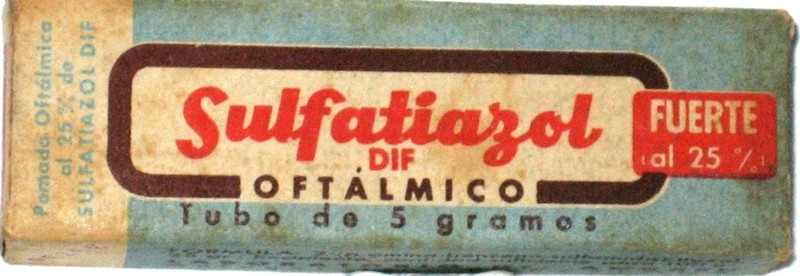 Pomada Oftálmica
al 25 % de
SULFATIAZOL DIF
Sulfatiazol
DIF
OFTÁLMICO
Tubo de 5 gramos
FUERTE
al 25 %